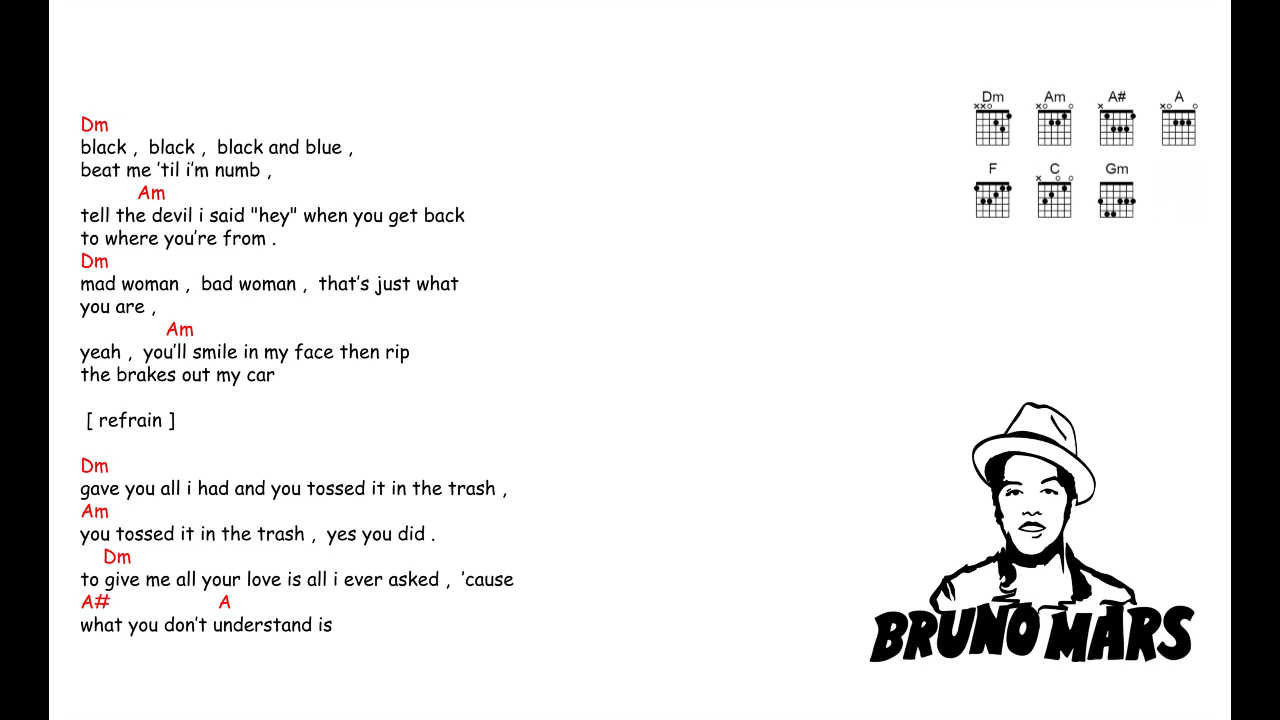 Dm
black ,  black ,  black and blue ,
beat me 'til i'm numb ,
Am
tell the devil i said "hey" when you get back
to where you're from .
Dm
mad woman ,  bad woman ,  that's just what
you are ,
Am
yeah ,  you'll smile in my face then rip
the brakes out my car
[ refrain ]
Dm
gave you all i had and you tossed it in the trash ,
Am
you tossed it in the trash ,  yes you did .
Dm
to give me all your love is all i ever asked ,  'cause
A# A
what you don't understand is
Dm Am A# A
F C Gm
BRUNO MARS